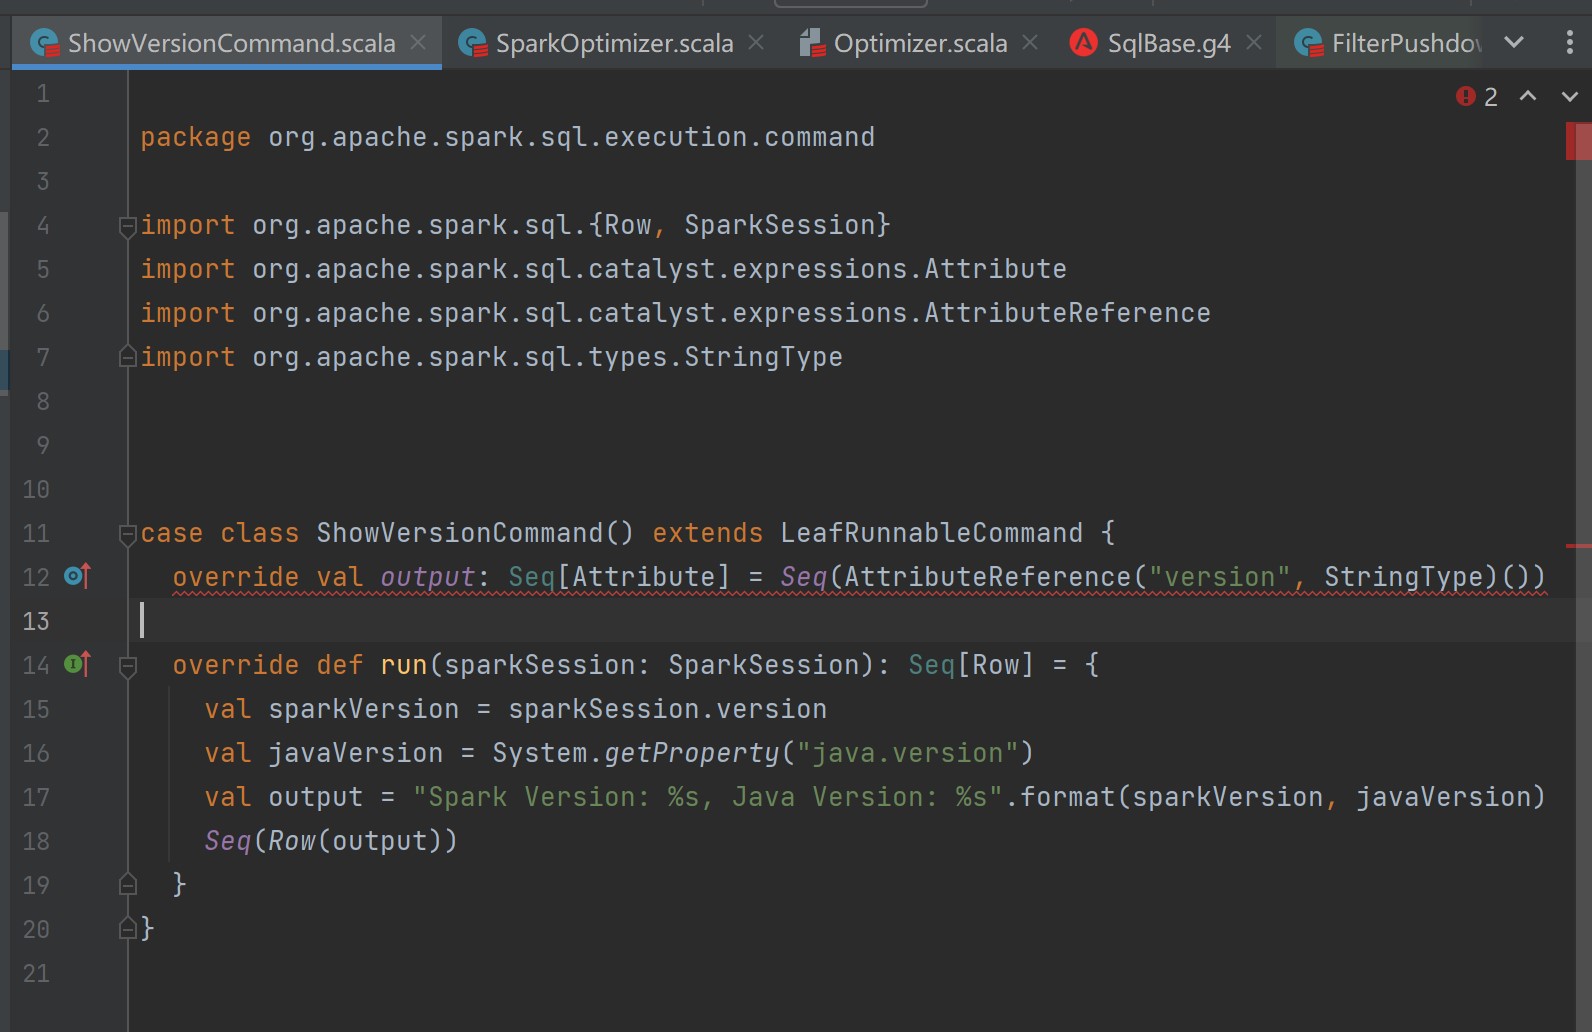 ShowVersionCommand.scala SparkOptimizer.scala Optimizer.scala SqlBase.g4 FilterPushdov
2
1
2 package org.apache.spark.sql.execution.command
3
4 import org.apache.spark.sql.{Row, SparkSession}
5 import org.apache.spark.sql.catalyst.expressions.Attribute
6 import org.apache.spark.sql.catalyst.expressions.AttributeReference
7 import org.apache.spark.sql.types.StringType
8
9
10
11 case class ShowVersionCommand() extends LeafRunnableCommand {
12 override val output: Seq[Attribute] = Seq(AttributeReference("version", StringType)())
13
14 override def run(sparkSession: SparkSession): Seq[Row] = {
15 val sparkVersion = sparkSession.version
16 val javaVersion = System.getProperty("java.version")
17 val output = "Spark Version: %s, Java Version: %s".format(sparkVersion, javaVersion)
18 Seq(Row(output))
19 }
20 }
21